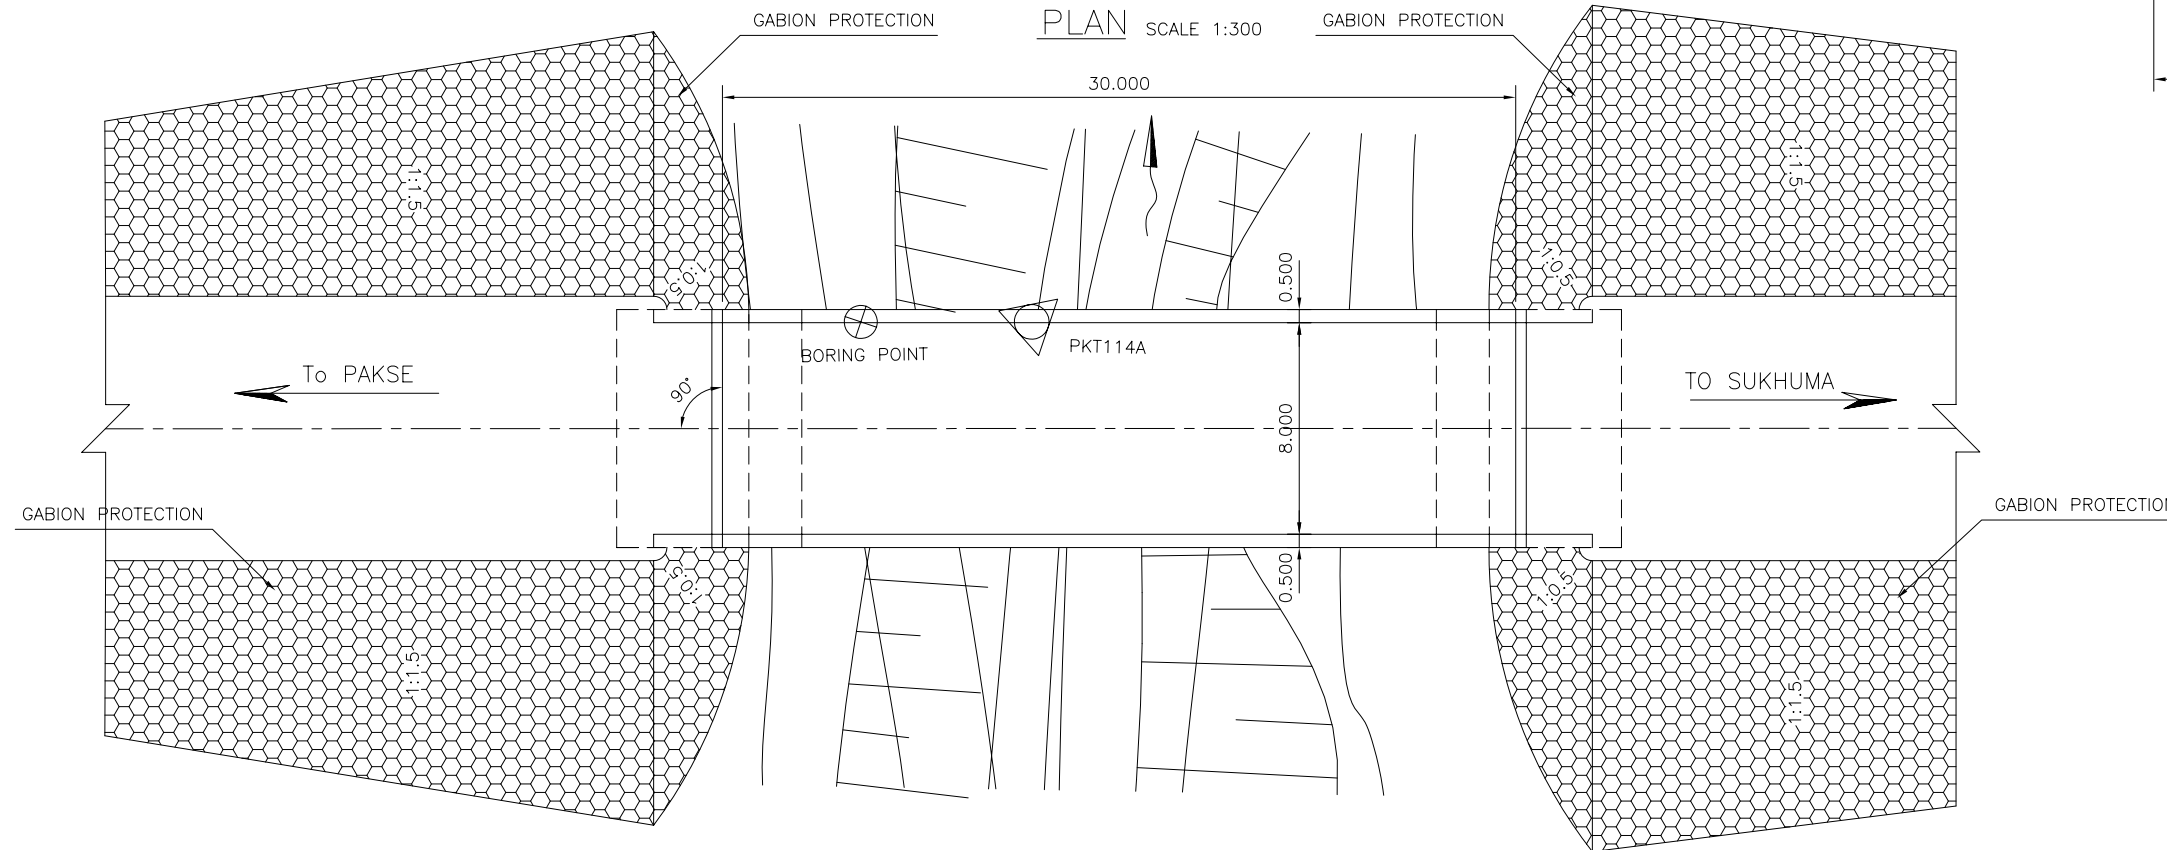 GABION PROTECTION
PLAN SCALE 1:300
GABION PROTECTION
30.000
1:1.5
1:1.5
1:0.5
1:0.5
0.500
BORING POINT
PKT114A
To PAKSE
90°
8.000
TO SUKHUMA
GABION PROTECTION
GABION PROTECTION
0.500
1:0.5
1:0.5
1:1.5
1:1.5